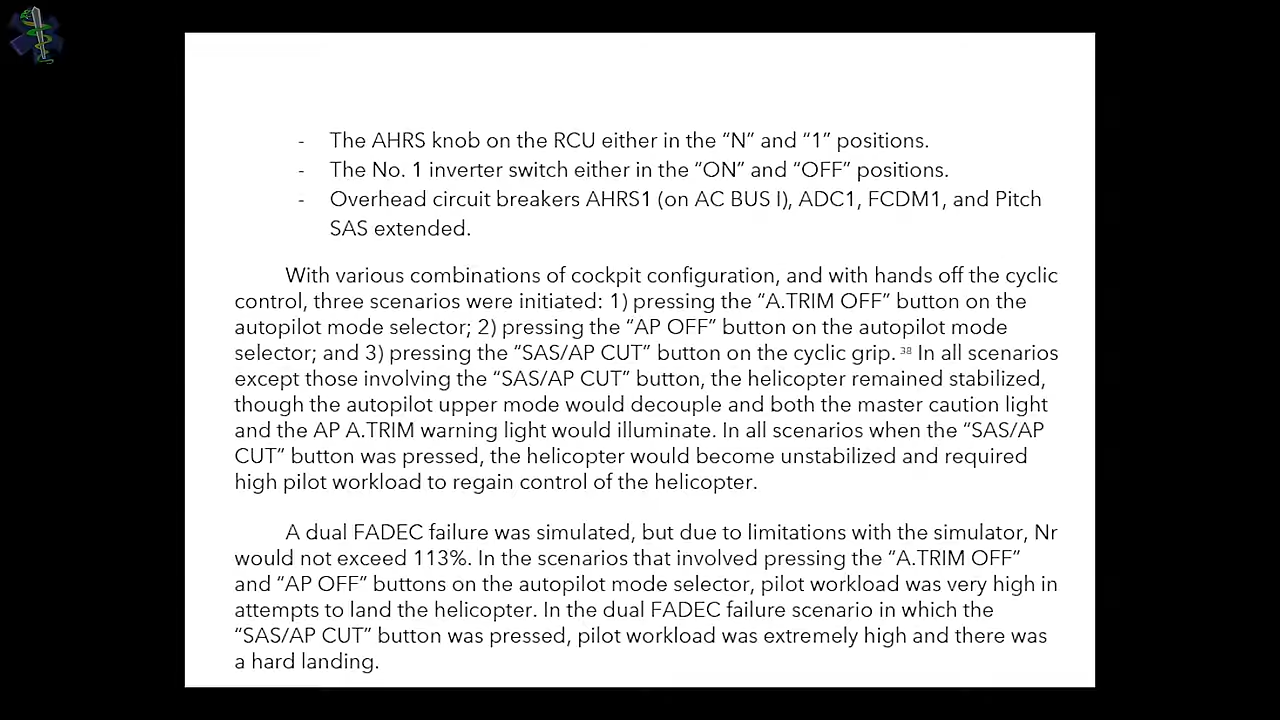 - The AHRS knob on the RCU either in the “N” and “1” positions.
- The No. 1 inverter switch either in the “ON” and “OFF” positions.
- Overhead circuit breakers AHRS1 (on AC BUS I), ADC1, FCDM1, and Pitch
SAS extended.
With various combinations of cockpit configuration, and with hands off the cyclic
control, three scenarios were initiated: 1) pressing the “A.TRIM OFF” button on the
autopilot mode selector; 2) pressing the “AP OFF” button on the autopilot mode
selector; and 3) pressing the “SAS/AP CUT” button on the cyclic grip. 38 In all scenarios
except those involving the “SAS/AP CUT” button, the helicopter remained stabilized,
though the autopilot upper mode would decouple and both the master caution light
and the AP A.TRIM warning light would illuminate. In all scenarios when the “SAS/AP
CUT” button was pressed, the helicopter would become unstabilized and required
high pilot workload to regain control of the helicopter.
A dual FADEC failure was simulated, but due to limitations with the simulator, Nr
would not exceed 113%. In the scenarios that involved pressing the “A.TRIM OFF”
and “AP OFF” buttons on the autopilot mode selector, pilot workload was very high in
attempts to land the helicopter. In the dual FADEC failure scenario in which the
“SAS/AP CUT” button was pressed, pilot workload was extremely high and there was
a hard landing.